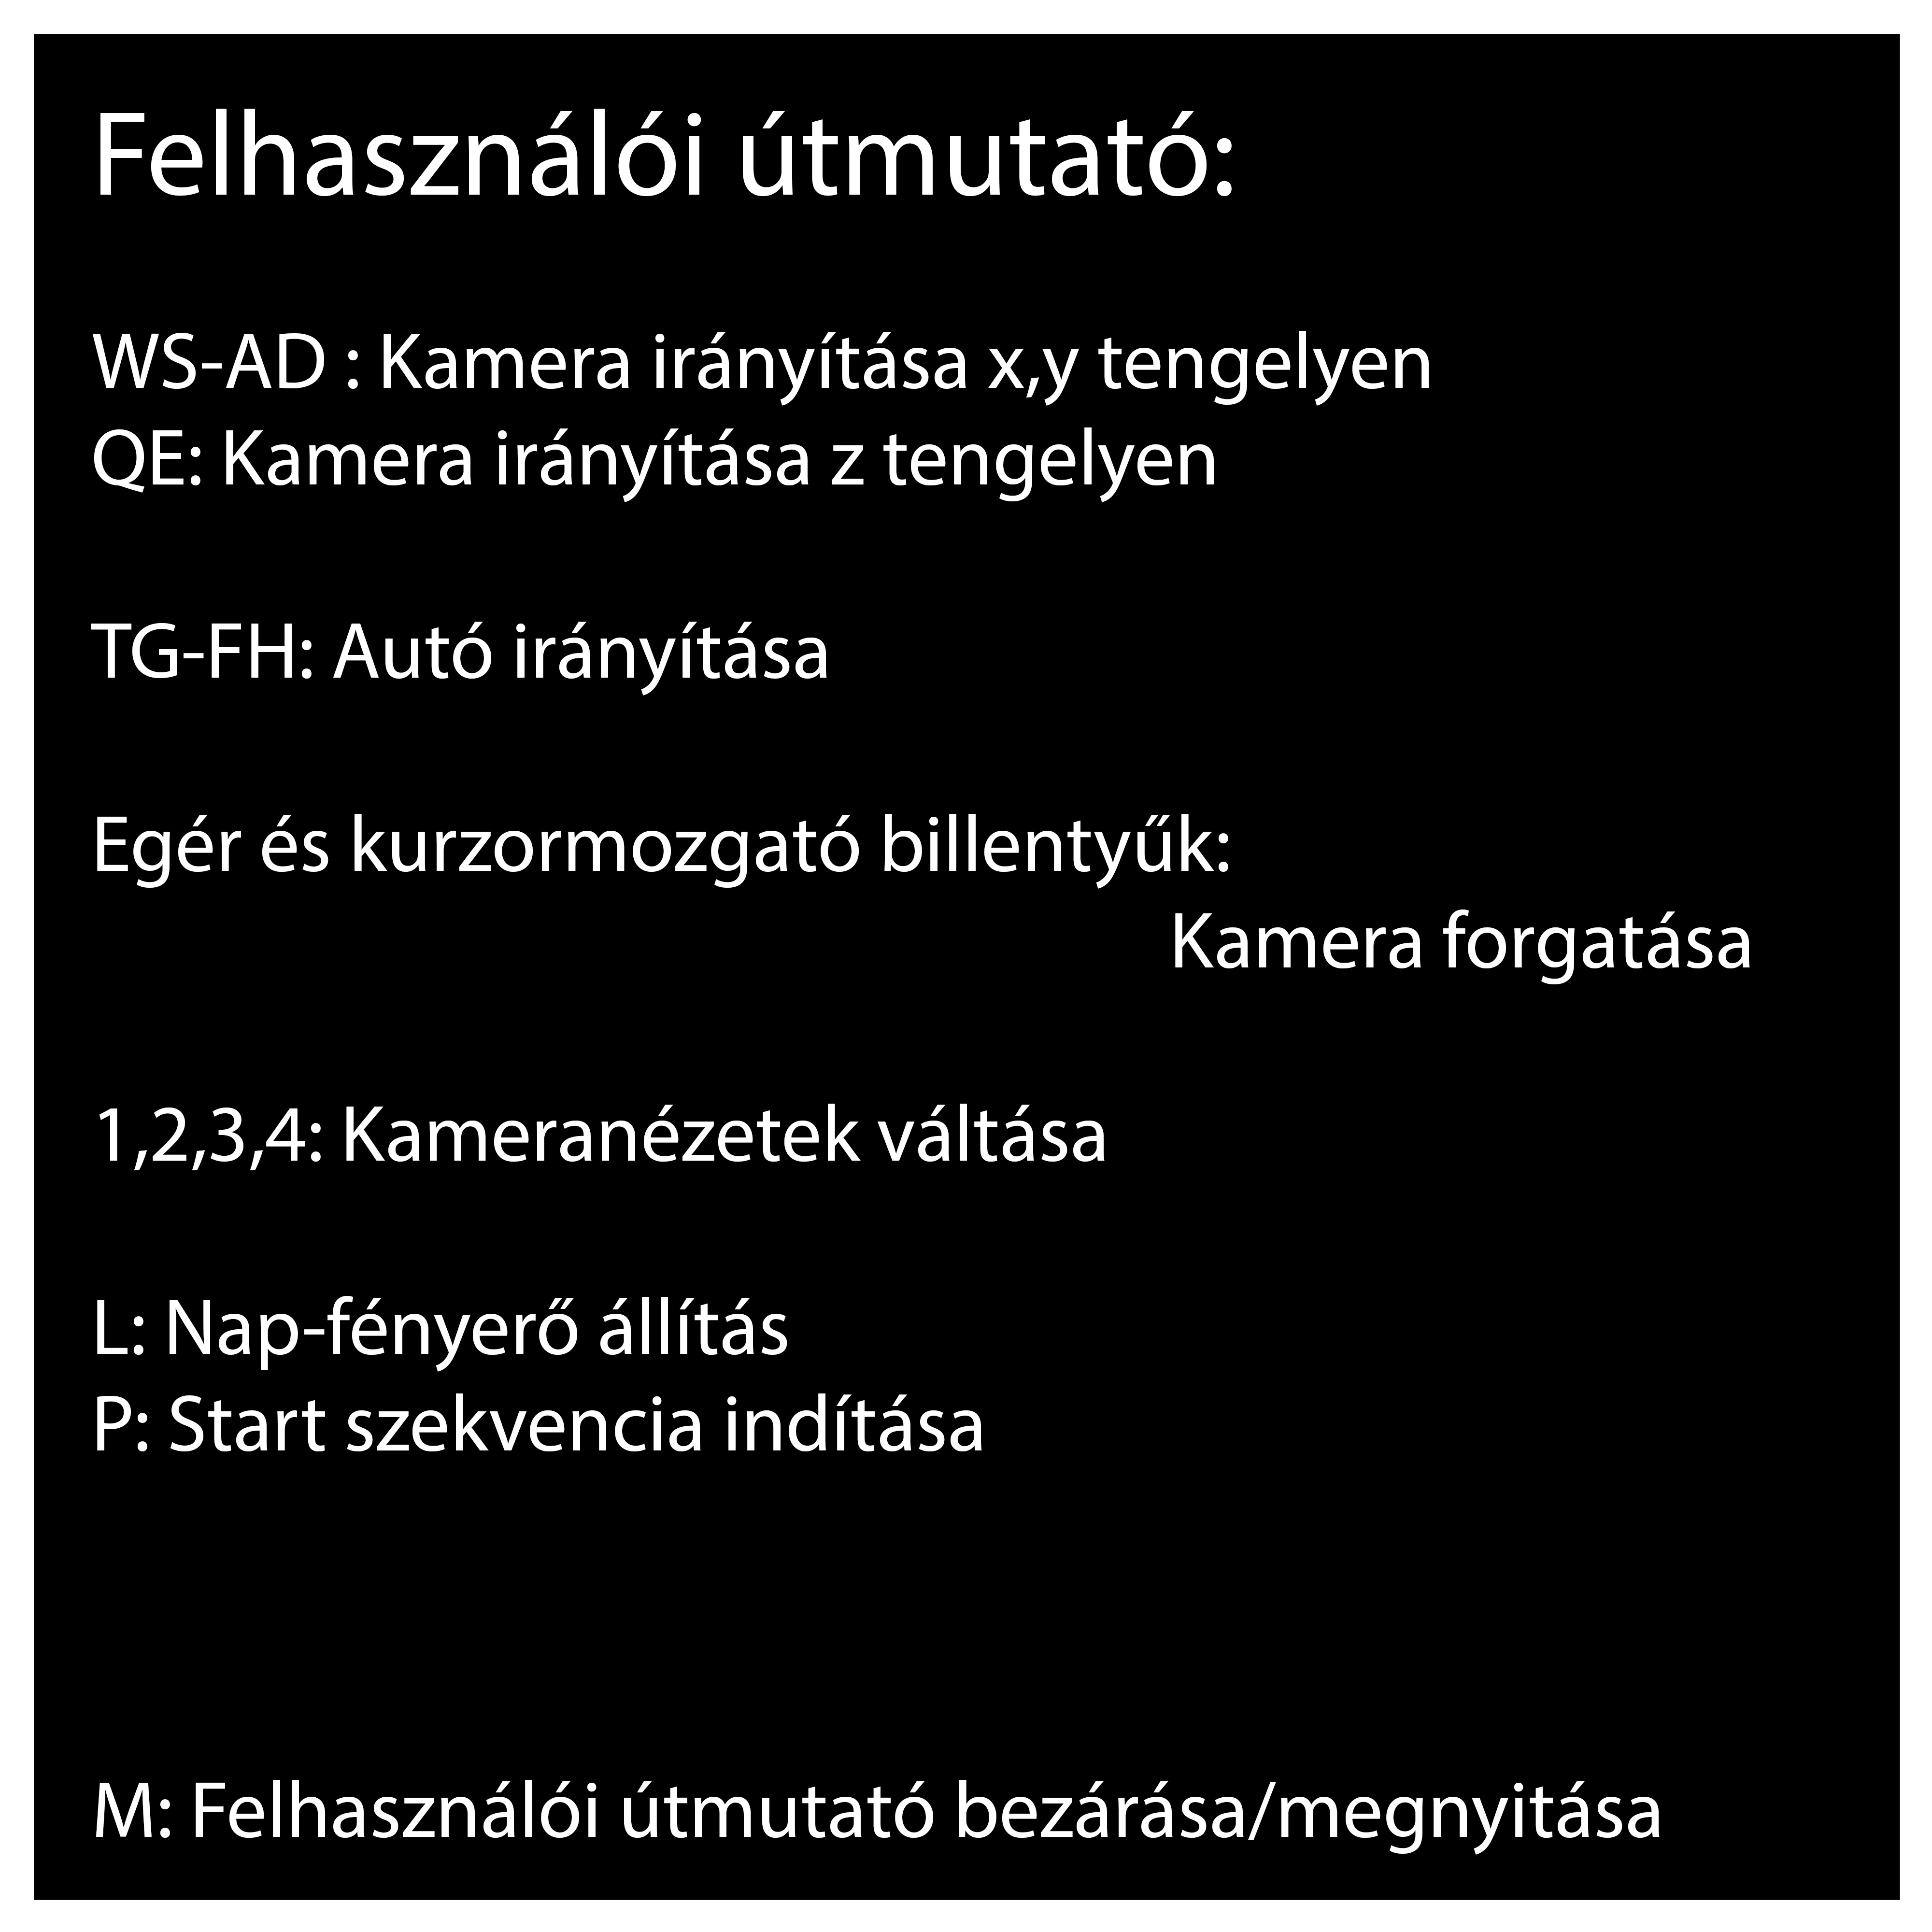 Felhasználói útmutató:
WS-AD : Kamera irányítása x,y tengelyen
QE: Kamera irányítása z tengelyen
TG-FH: Autó irányítása
Egér és kurzormozgató billentyűk:
Kamera forgatása
1,2,3,4: Kameranézetek váltása
L: Nap-fényerő állítás
P: Start szekvencia indítása
M: Felhasználói útmutató bezárása/megnyitása